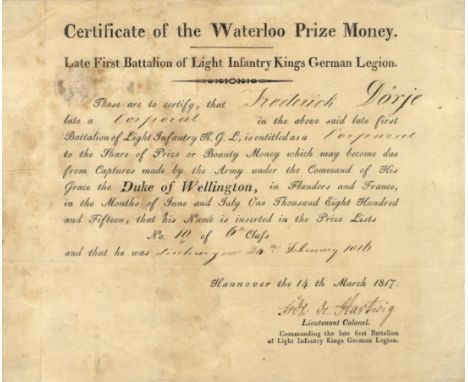 Certificate of the Waterloo Prize Money.
Late First Battalion of Light Infantry Kings German Legion.
These are to certify, that Frederich Dörje
late a Corporal in the above said late first
Battalion of Light Infantry K. G. L, is entitled as a Corporal
to the Share of Prize or Bounty Money which may become due
from Captures made by the Army under the Command of His
Grace the Duke of Wellington, in Flanders and France,
in the Months of June and July One Thousand Eight Hundred
and Fifteen, that his Name is inserted in the Prize Lists
No. 10 of 6th Class
and that he was 24th February 1816
Hannover the 14th March 1817.
de Hartwig
Lieutenant Colonel.
Commanding the late first Battalion
of Light Infantry Kings German Legion.